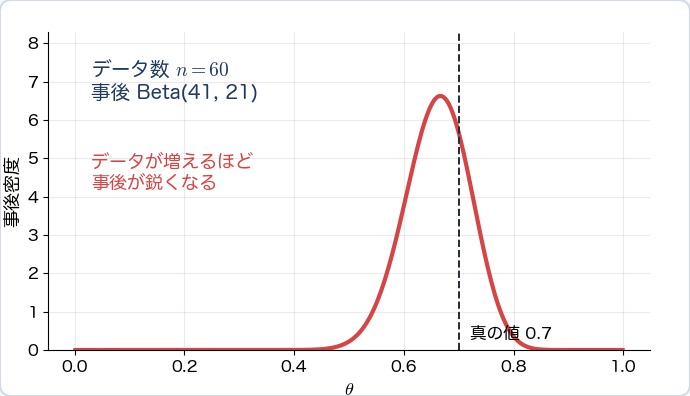 データ数 n = 60
事後 Beta(41, 21)
データが増えるほど
事後が鋭くなる
真の値 0.7
事後密度
8
7
6
5
4
3
2
1
0
0.0 0.2 0.4 0.6 0.8 1.0
θ